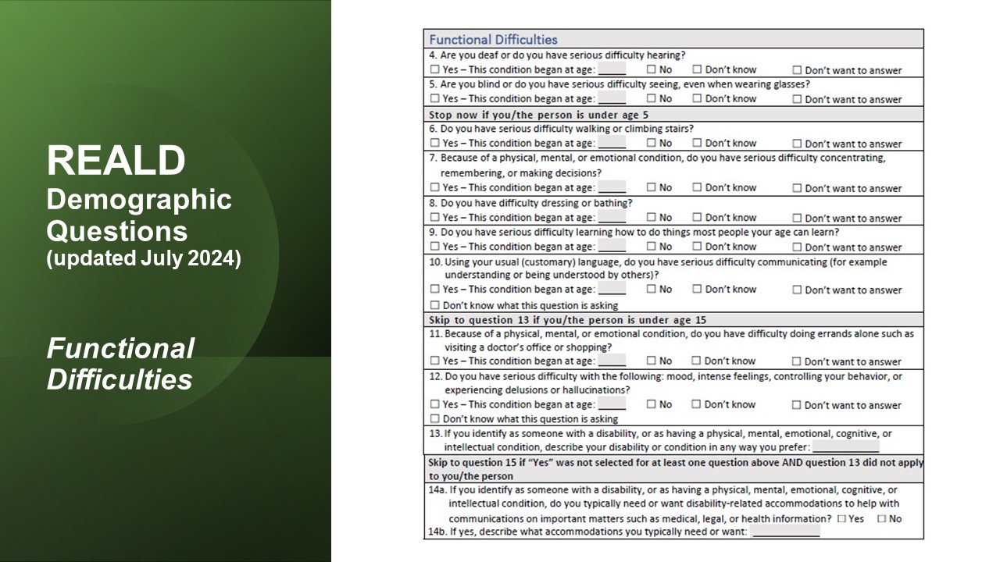 REALD
Demographic
Questions
(updated July 2024)
Functional
Difficulties
Functional Difficulties
4. Are you deaf or do you have serious difficulty hearing?
☐ Yes – This condition began at age: _____ ☐ No ☐ Don't know ☐ Don't want to answer
5. Are you blind or do you have serious difficulty seeing, even when wearing glasses?
☐ Yes – This condition began at age: _____ ☐ No ☐ Don't know ☐ Don't want to answer
Stop now if you/the person is under age 5
6. Do you have serious difficulty walking or climbing stairs?
☐ Yes – This condition began at age: _____ ☐ No ☐ Don't know ☐ Don't want to answer
7. Because of a physical, mental, or emotional condition, do you have serious difficulty concentrating,
remembering, or making decisions?
☐ Yes – This condition began at age: _____ ☐ No ☐ Don't know ☐ Don't want to answer
8. Do you have difficulty dressing or bathing?
☐ Yes – This condition began at age: _____ ☐ No ☐ Don't know ☐ Don't want to answer
9. Do you have serious difficulty learning how to do things most people your age can learn?
☐ Yes – This condition began at age: _____ ☐ No ☐ Don't know ☐ Don't want to answer
10. Using your usual (customary) language, do you have serious difficulty communicating (for example
understanding or being understood by others)?
☐ Yes – This condition began at age: _____ ☐ No ☐ Don't know ☐ Don't want to answer
☐ Don't know what this question is asking
Skip to question 13 if you/the person is under age 15
11. Because of a physical, mental, or emotional condition, do you have difficulty doing errands alone such as
visiting a doctor's office or shopping?
☐ Yes – This condition began at age: _____ ☐ No ☐ Don't know ☐ Don't want to answer
12. Do you have serious difficulty with the following: mood, intense feelings, controlling your behavior, or
experiencing delusions or hallucinations?
☐ Yes – This condition began at age: _____ ☐ No ☐ Don't know ☐ Don't want to answer
☐ Don't know what this question is asking
13. If you identify as someone with a disability, or as having a physical, mental, emotional, cognitive, or
intellectual condition, describe your disability or condition in any way you prefer: ____________
Skip to question 15 if “Yes” was not selected for at least one question above AND question 13 did not apply
to you/the person
14a. If you identify as someone with a disability, or as having a physical, mental, emotional, cognitive, or
intellectual condition, do you typically need or want disability-related accommodations to help with
communications on important matters such as medical, legal, or health information? ☐ Yes ☐ No
14b. If yes, describe what accommodations you typically need or want: ____________